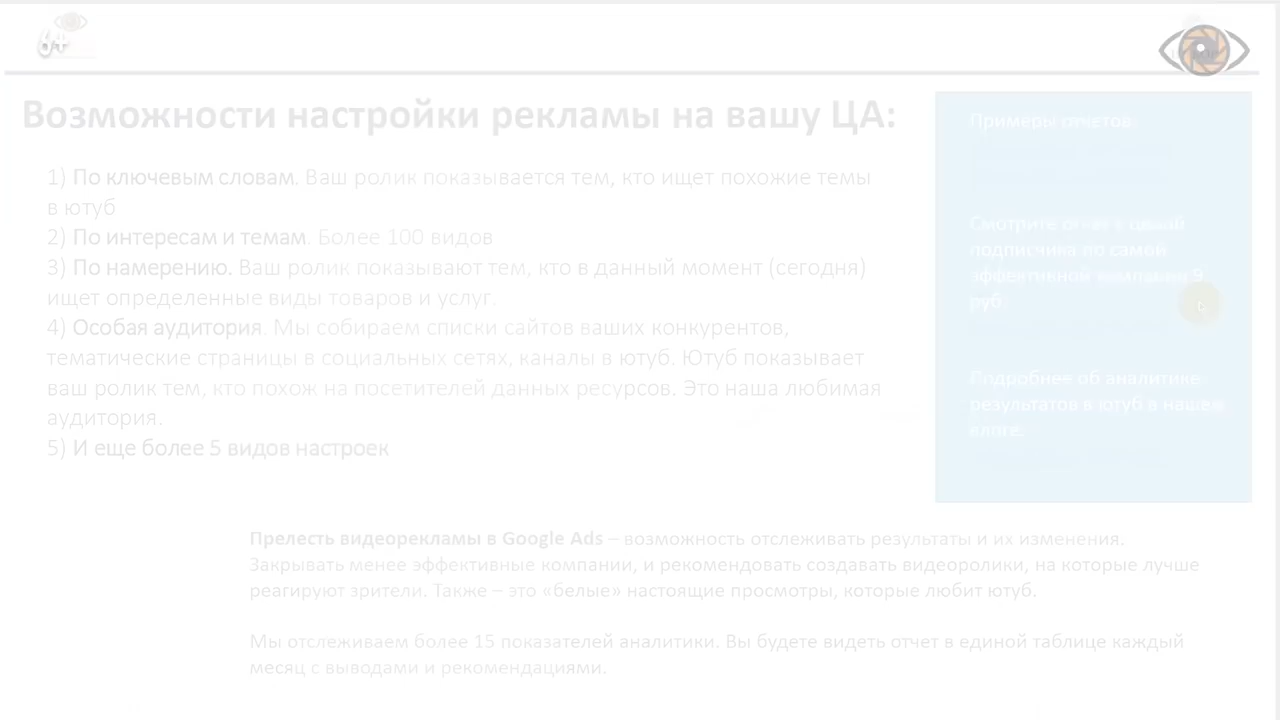 6+
Возможности настройки рекламы на вашу ЦА:
1) По ключевым словам. Ваш ролик показывается тем, кто ищет похожие темы
в ютуб
2) По интересам и темам. Более 100 видов
3) По намерению. Ваш ролик показывают тем, кто в данный момент (сегодня)
ищет определенные виды товаров и услуг.
4) Особая аудитория. Мы собираем списки сайтов ваших конкурентов,
тематические страницы в социальных сетях, каналы в ютуб. Ютуб показывает
ваш ролик тем, кто похож на посетителей данных ресурсов. Это наша любимая
аудитория.
5) И еще более 5 видов настроек
Примеры отчетов
Смотрите отчет с ценой
подписчика по самой
эффективной компании 9
руб.
Подробнее об аналитике
результатов в ютуб в нашем
блоге:
Прелесть видеорекламы в Google Ads – возможность отслеживать результаты и их изменения.
Закрывать менее эффективные компании, и рекомендовать создавать видеоролики, на которые лучше
реагируют зрители. Также – это «белые» настоящие просмотры, которые любит ютуб.
Мы отслеживаем более 15 показателей аналитики. Вы будете видеть отчет в единой таблице каждый
месяц с выводами и рекомендациями.